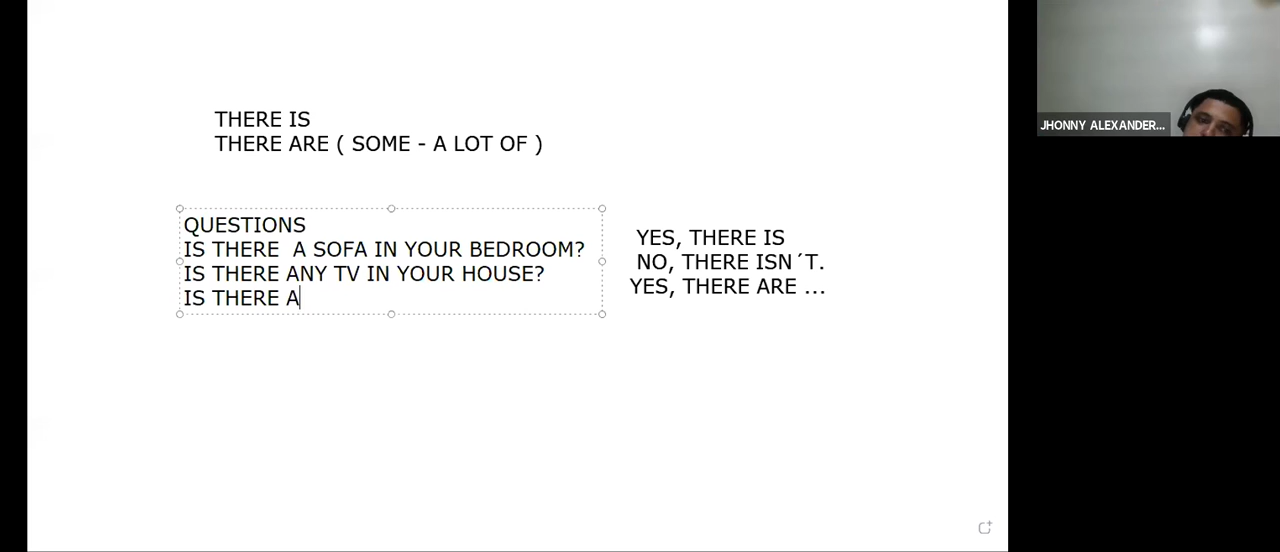 THERE IS
THERE ARE ( SOME - A LOT OF )
QUESTIONS
IS THERE  A SOFA IN YOUR BEDROOM?
IS THERE ANY TV IN YOUR HOUSE?
IS THERE A
YES, THERE IS
NO, THERE ISN´T.
YES, THERE ARE ...
JHONNY ALEXANDER...